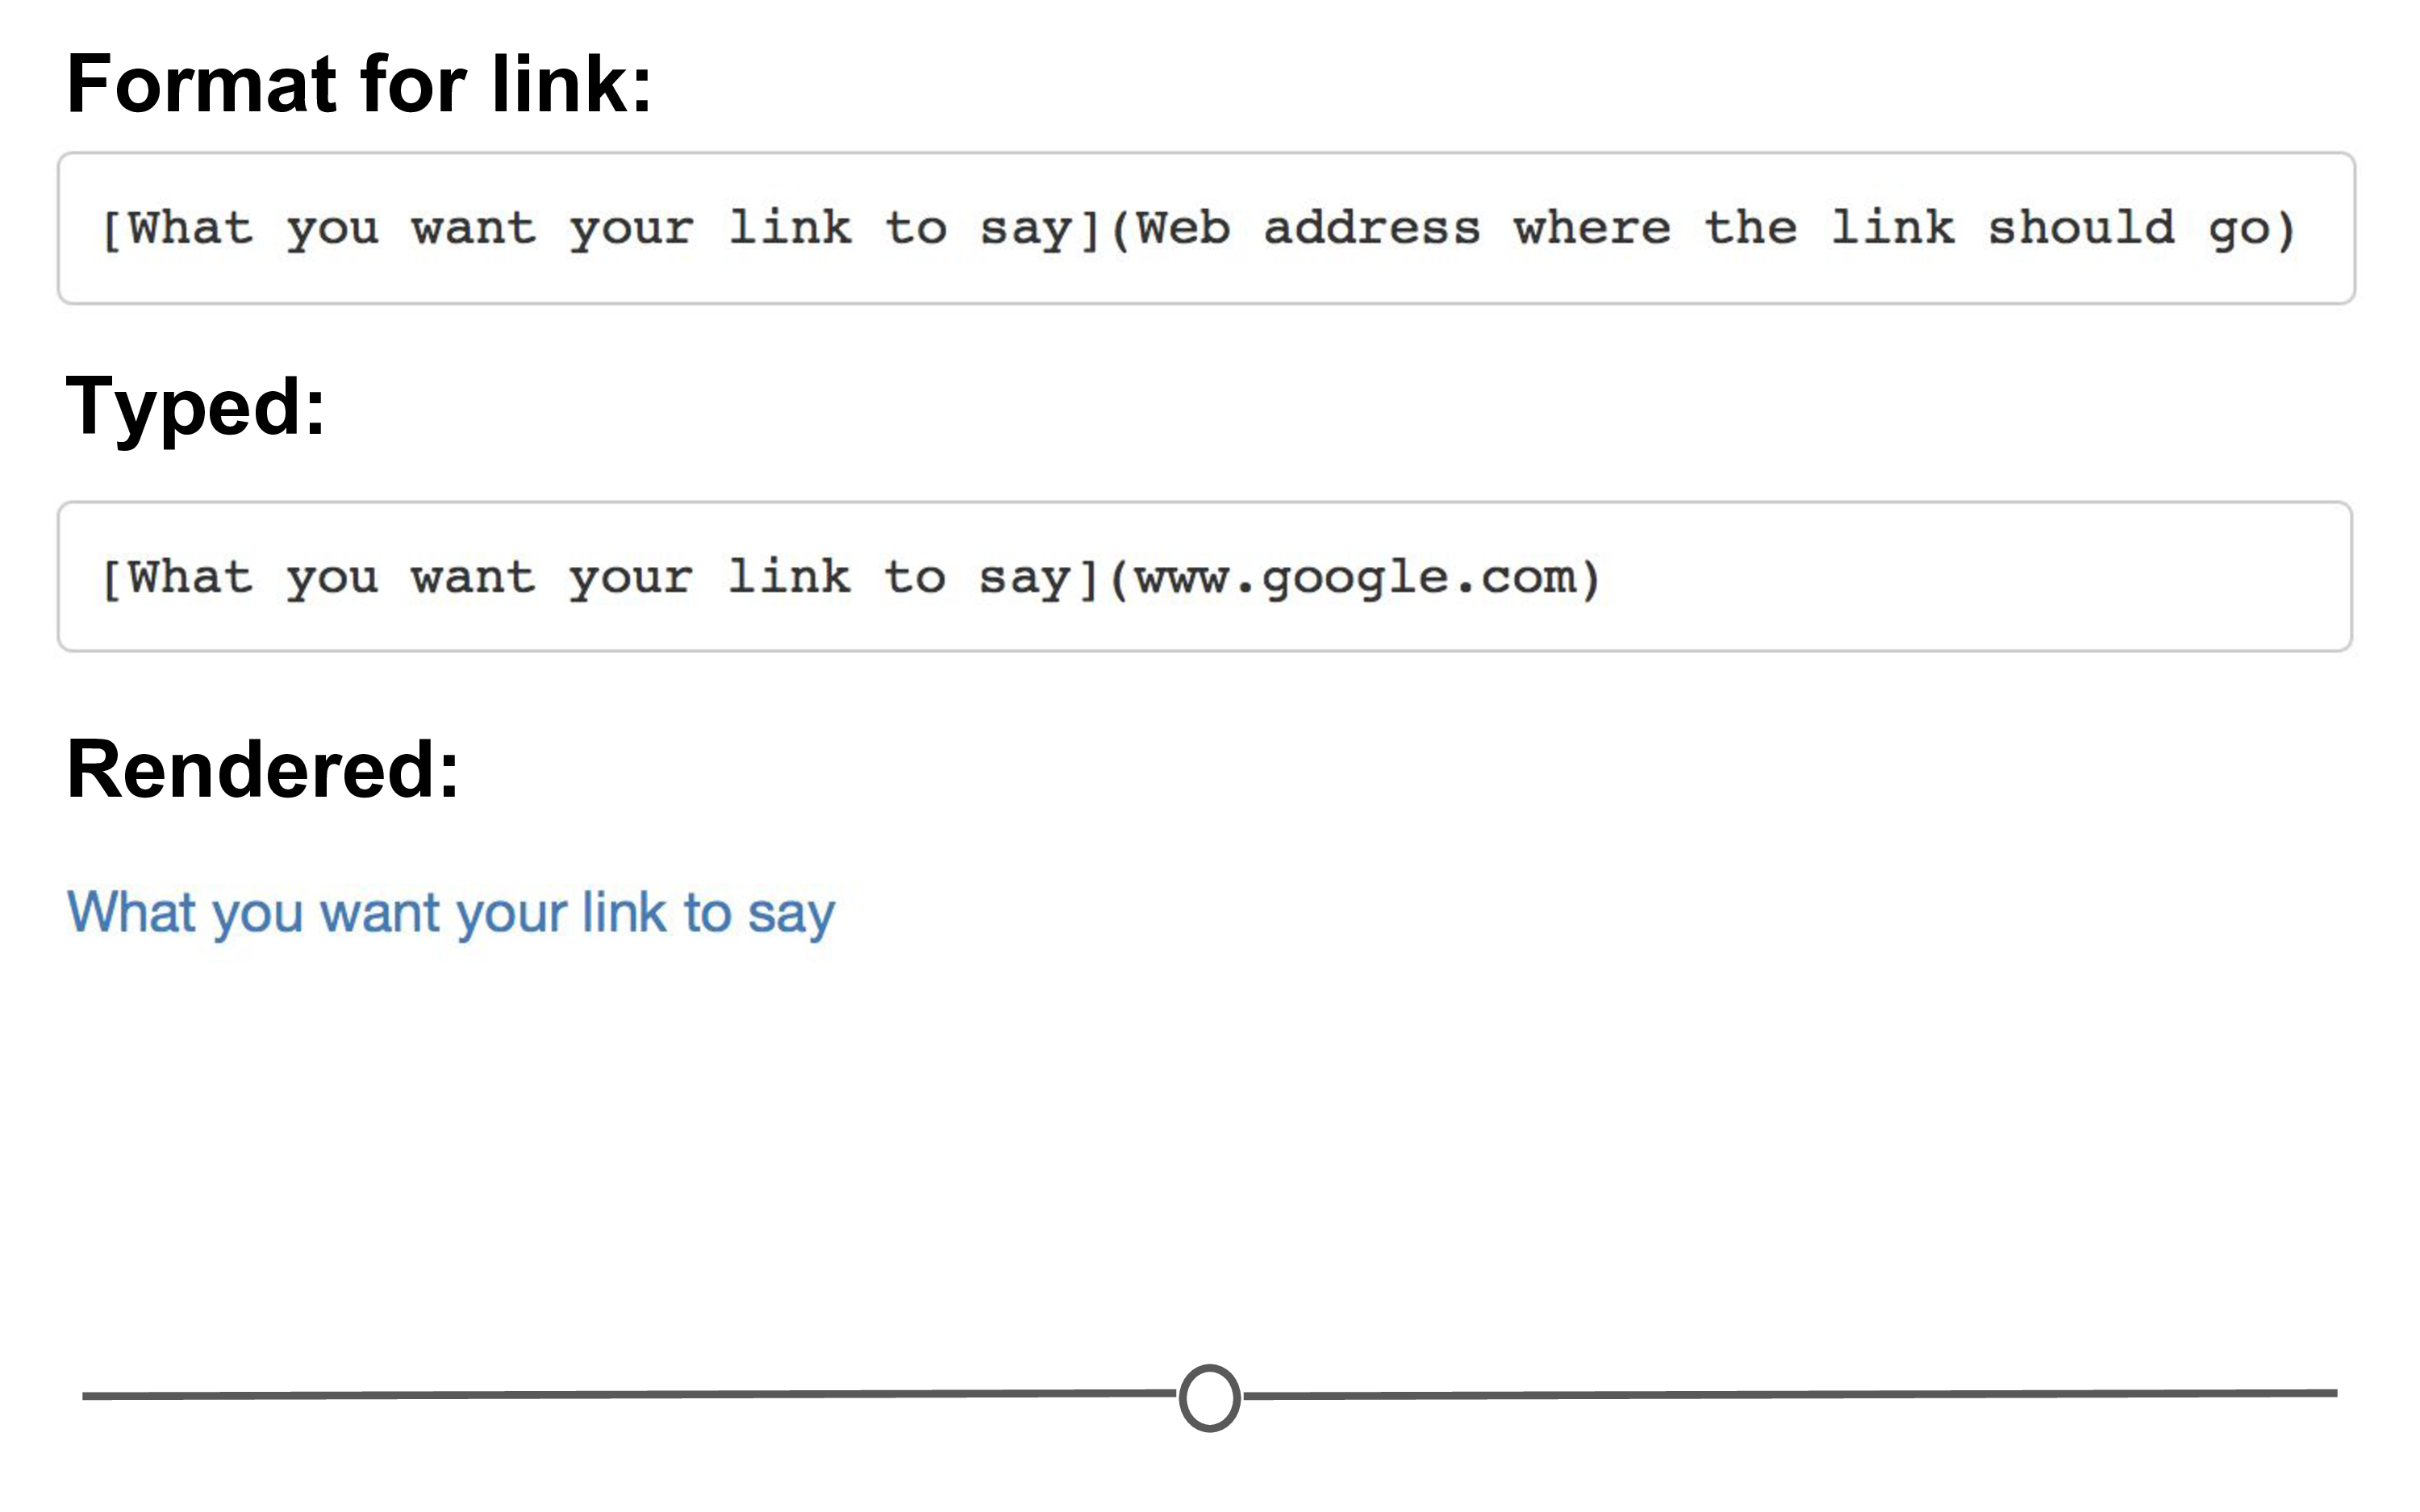 Format for link:
[What you want your link to say](Web address where the link should go)
Typed:
[What you want your link to say](www.google.com)
Rendered:
What you want your link to say